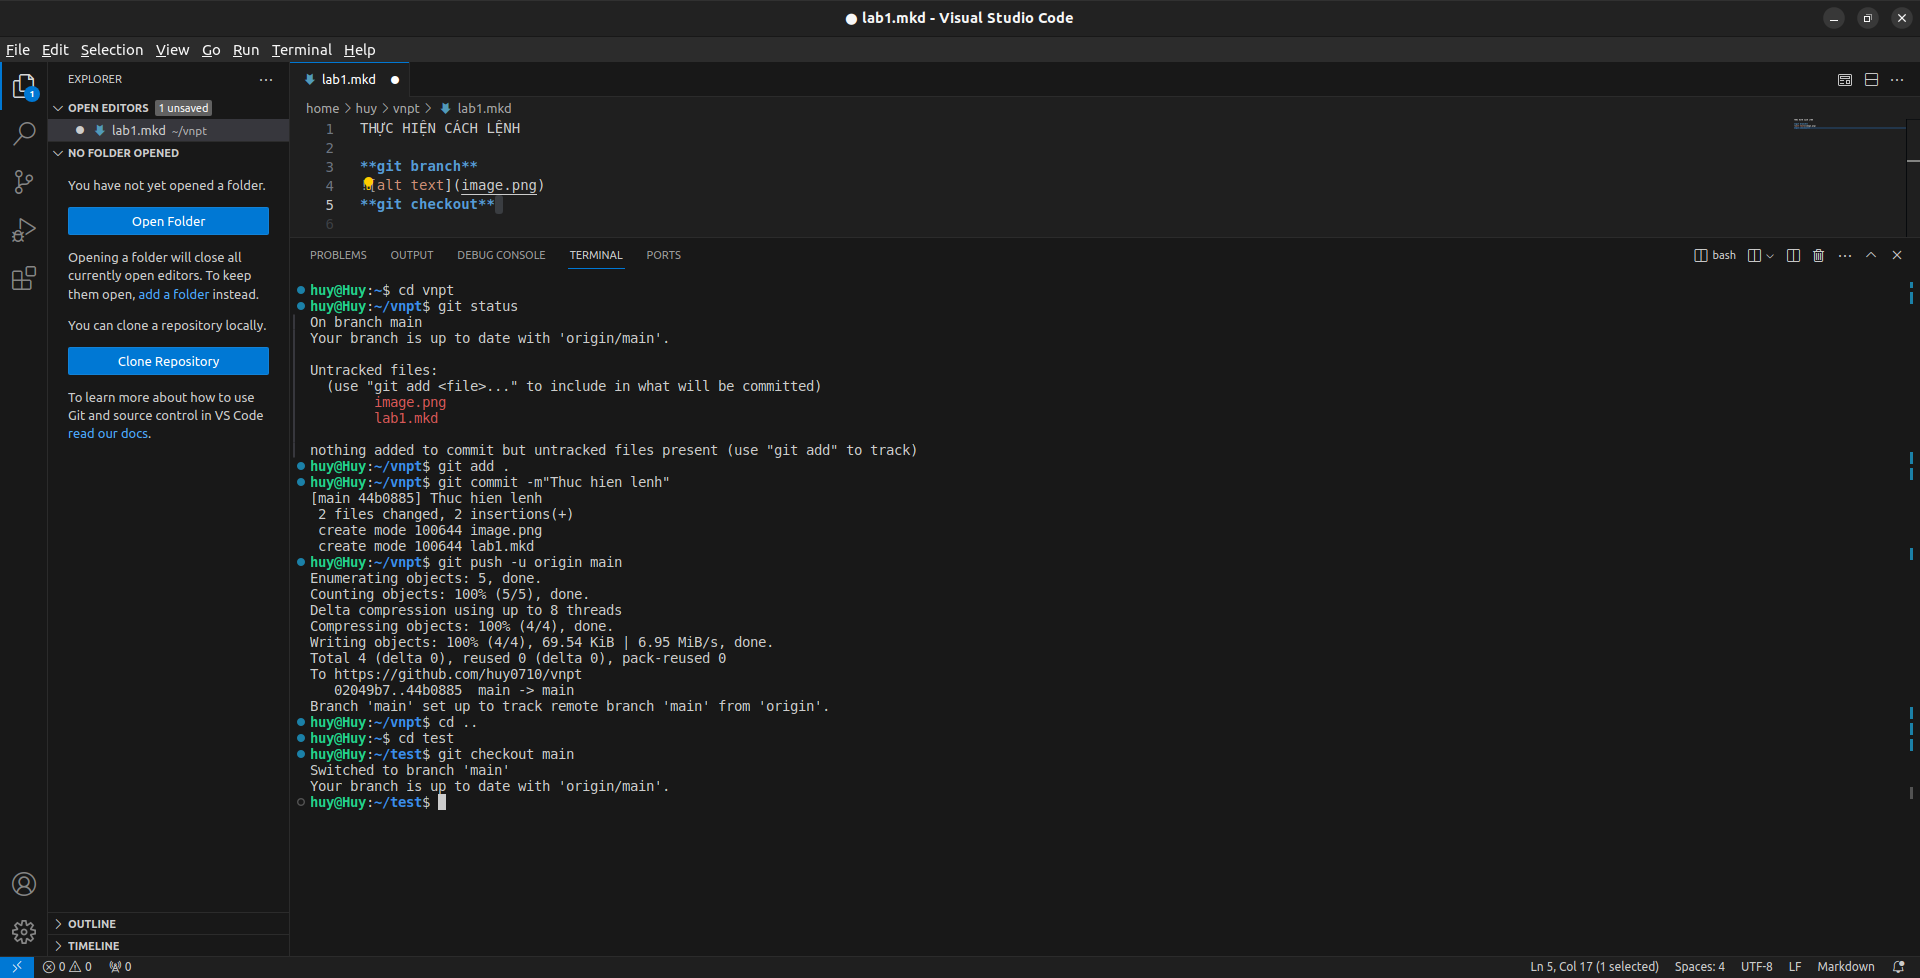 lab1.mkd - Visual Studio Code
File Edit Selection View Go Run Terminal Help
1
EXPLORER
OPEN EDITORS 1 unsaved
lab1.mkd ~/vnpt
NO FOLDER OPENED
You have not yet opened a folder.
Open Folder
Opening a folder will close all
currently open editors. To keep
them open, add a folder instead.
You can clone a repository locally.
Clone Repository
To learn more about how to use
Git and source control in VS Code
read our docs.
OUTLINE
TIMELINE
lab1.mkd
home > huy > vnpt > lab1.mkd
1 THỰC HIỆN CÁCH LỆNH
2
3 **git branch**
4 ![alt text](image.png)
5 **git checkout**
6
PROBLEMS OUTPUT DEBUG CONSOLE TERMINAL PORTS
bash
huy@Huy:~$ cd vnpt
huy@Huy:~/vnpt$ git status
On branch main
Your branch is up to date with 'origin/main'.
Untracked files:
(use "git add <file>..." to include in what will be committed)
image.png
lab1.mkd
nothing added to commit but untracked files present (use "git add" to track)
huy@Huy:~/vnpt$ git add .
huy@Huy:~/vnpt$ git commit -m"Thuc hien lenh"
[main 44b0885] Thuc hien lenh
2 files changed, 2 insertions(+)
create mode 100644 image.png
create mode 100644 lab1.mkd
huy@Huy:~/vnpt$ git push -u origin main
Enumerating objects: 5, done.
Counting objects: 100% (5/5), done.
Delta compression using up to 8 threads
Compressing objects: 100% (4/4), done.
Writing objects: 100% (4/4), 69.54 KiB | 6.95 MiB/s, done.
Total 4 (delta 0), reused 0 (delta 0), pack-reused 0
To https://github.com/huy0710/vnpt
02049b7..44b0885  main -> main
Branch 'main' set up to track remote branch 'main' from 'origin'.
huy@Huy:~/vnpt$ cd ..
huy@Huy:~$ cd test
huy@Huy:~/test$ git checkout main
Switched to branch 'main'
Your branch is up to date with 'origin/main'.
huy@Huy:~/test$
0 0 0
Ln 5, Col 17 (1 selected) Spaces: 4 UTF-8 LF Markdown